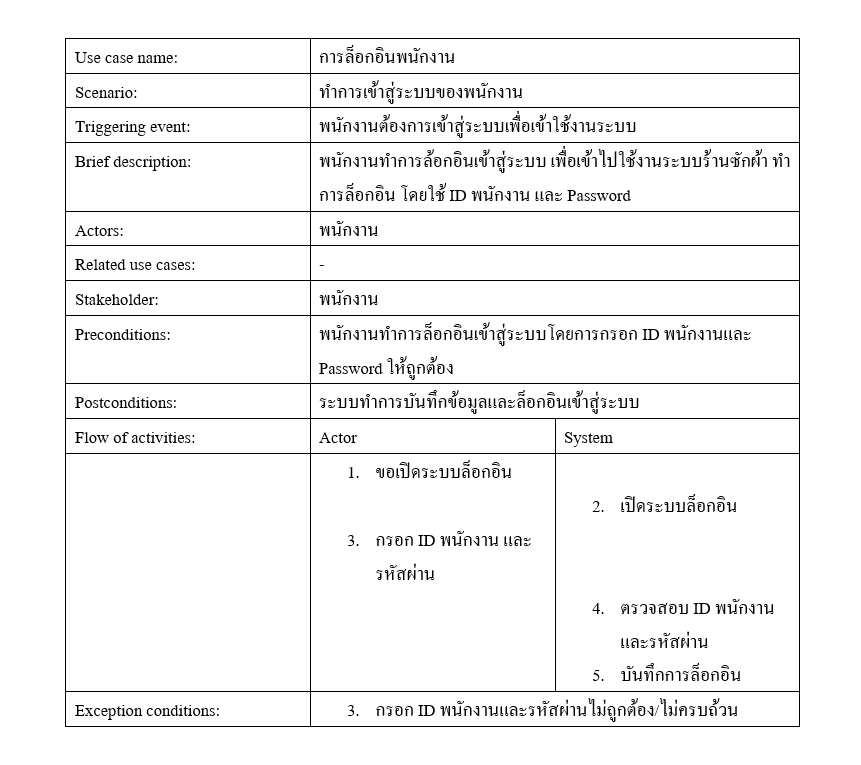 Use case name: การล็อกอินพนักงาน
Scenario: ทำการเข้าสู่ระบบของพนักงาน
Triggering event: พนักงานต้องการเข้าสู่ระบบเพื่อเข้าใช้งานระบบ
Brief description: พนักงานทำการล้อกอินเข้าสู่ระบบ เพื่อเข้าไปใช้งานระบบร้านซักผ้า ทำ
การล็อกอิน โดยใช้ ID พนักงาน และ Password
Actors: พนักงาน
Related use cases: -
Stakeholder: พนักงาน
Preconditions: พนักงานทำการล็อกอินเข้าสู่ระบบโดยการกรอก ID พนักงานและ
Password ให้ถูกต้อง
Postconditions: ระบบทำการบันทึกข้อมูลและล็อกอินเข้าสู่ระบบ
Flow of activities: Actor System
1. ขอเปิดระบบล็อกอิน
2. เปิดระบบล็อกอิน
3. กรอก ID พนักงาน และ
รหัสผ่าน
4. ตรวจสอบ ID พนักงาน
และรหัสผ่าน
5. บันทึกการล็อกอิน
Exception conditions: 3. กรอก ID พนักงานและรหัสผ่านไม่ถูกต้อง/ไม่ครบถ้วน